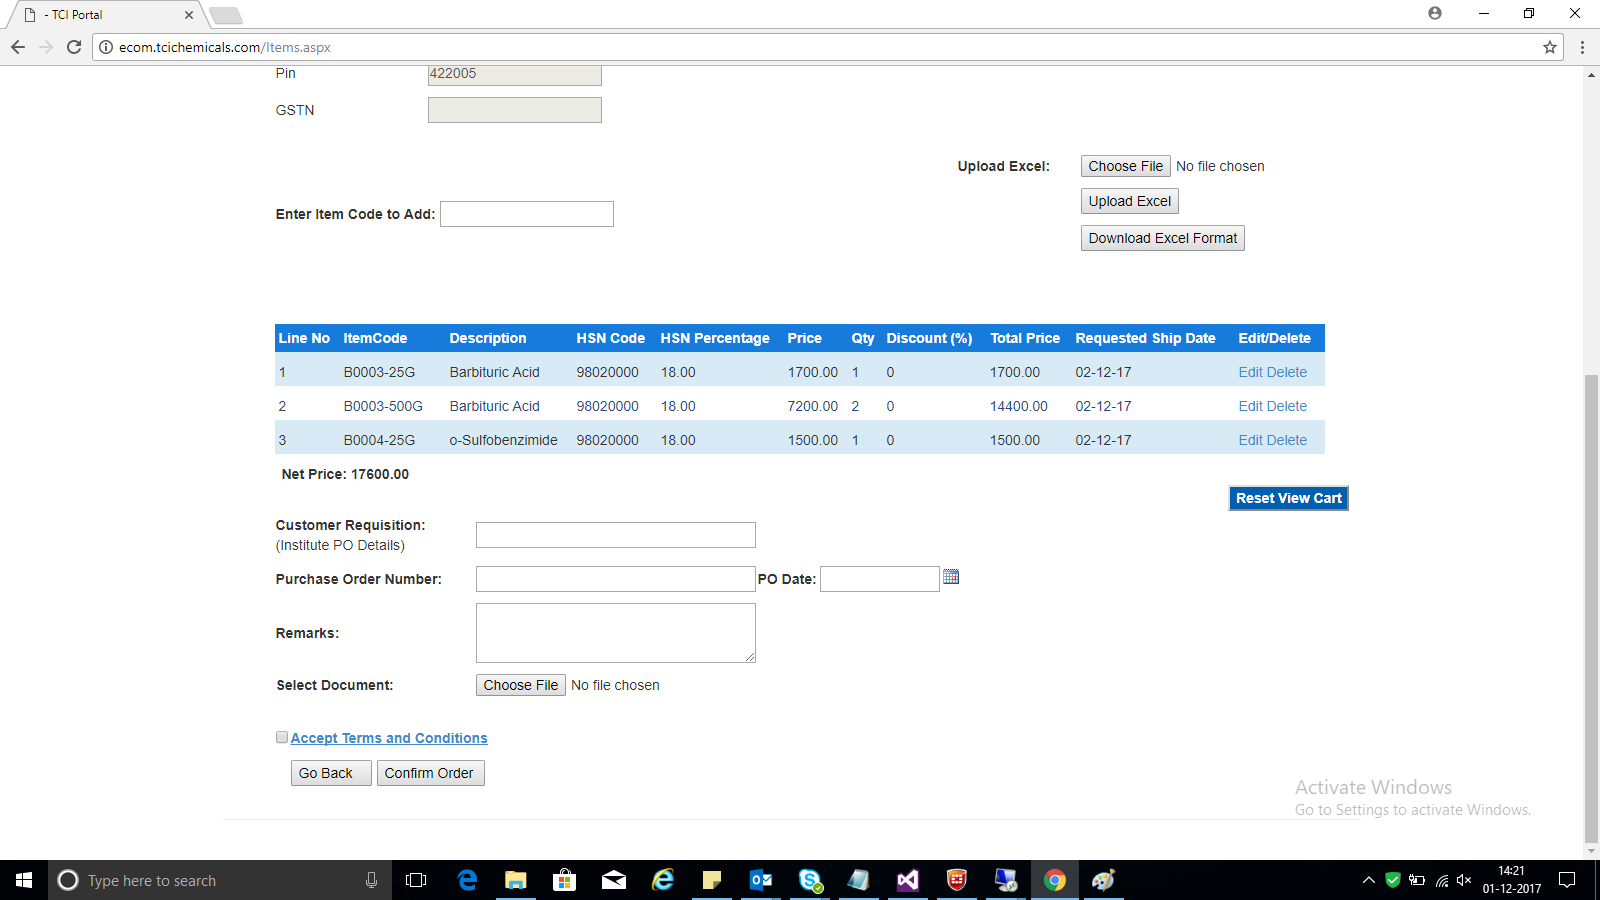 - TCI Portal
ecom.tcichemicals.com/Items.aspx
Pin 422005
GSTN
Upload Excel: Choose File No file chosen
Upload Excel
Enter Item Code to Add:
Download Excel Format
Line No ItemCode Description HSN Code HSN Percentage Price Qty Discount (%) Total Price Requested Ship Date Edit/Delete
1 B0003-25G Barbituric Acid 98020000 18.00 1700.00 1 0 1700.00 02-12-17 Edit Delete
2 B0003-500G Barbituric Acid 98020000 18.00 7200.00 2 0 14400.00 02-12-17 Edit Delete
3 B0004-25G o-Sulfobenzimide 98020000 18.00 1500.00 1 0 1500.00 02-12-17 Edit Delete
Net Price: 17600.00
Reset View Cart
Customer Requisition:
(Institute PO Details)
Purchase Order Number: PO Date:
Remarks:
Select Document: Choose File No file chosen
Accept Terms and Conditions
Go Back Confirm Order
Activate Windows
Go to Settings to activate Windows.
Type here to search
14:21
01-12-2017